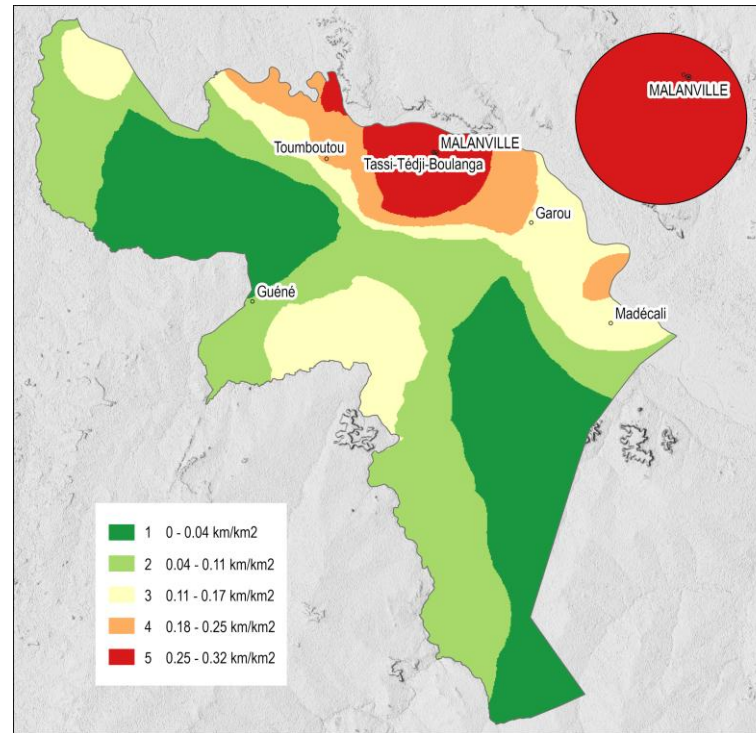 MALANVILLE
MALANVILLE
Toumboutou
Tassi-Tédji-Boulanga
Garou
Guéné
Madécali
1 0 - 0.04 km/km2
2 0.04 - 0.11 km/km2
3 0.11 - 0.17 km/km2
4 0.18 - 0.25 km/km2
5 0.25 - 0.32 km/km2